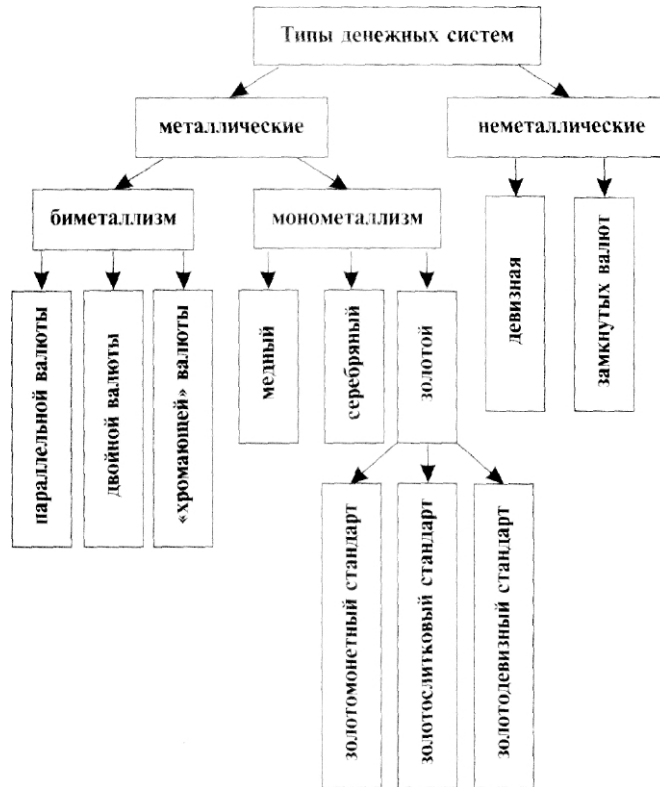 Типы денежных систем
металлические
неметаллические
биметаллизм
монометаллизм
девизная
замкнутых валют
параллельной валюты
двойной валюты
«хромающей» валюты
медный
серебряный
золотой
золотомонетный стандарт
золотослитковый стандарт
золотодевизный стандарт